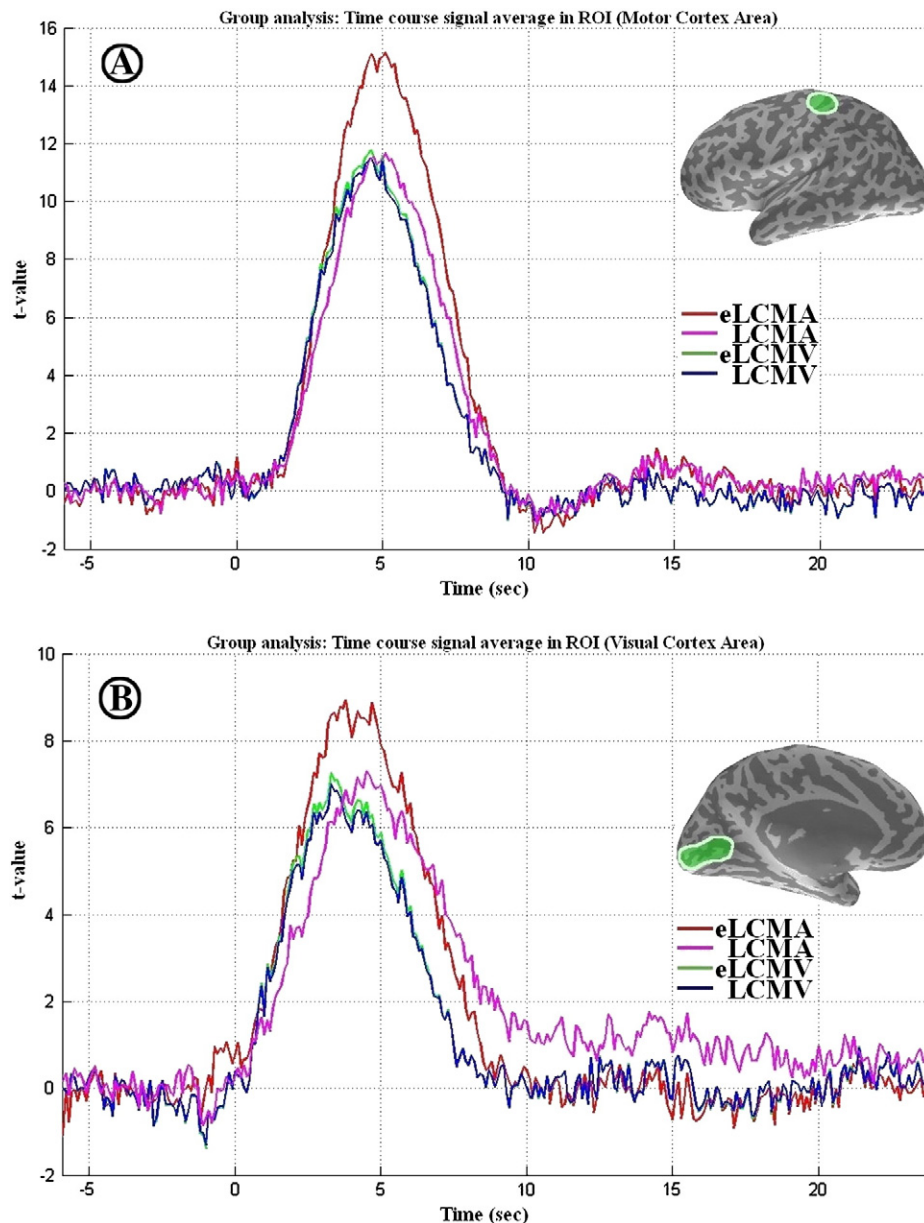 Group analysis: Time course signal average in ROI (Motor Cortex Area)
A
16
14
12
10
8
6
4
2
0
-2
t-value
eLCMA
LCMA
eLCMV
LCMV
-5 0 5 10 15 20
Time (sec)
Group analysis: Time course signal average in ROI (Visual Cortex Area)
B
10
8
6
4
2
0
-2
t-value
eLCMA
LCMA
eLCMV
LCMV
-5 0 5 10 15 20
Time (sec)